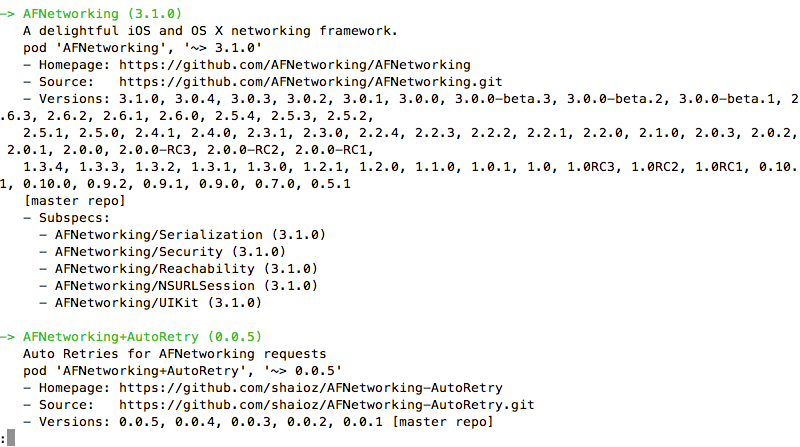 -> AFNetworking (3.1.0)
   A delightful iOS and OS X networking framework.
   pod 'AFNetworking', '~> 3.1.0'
   - Homepage: https://github.com/AFNetworking/AFNetworking
   - Source:   https://github.com/AFNetworking/AFNetworking.git
   - Versions: 3.1.0, 3.0.4, 3.0.3, 3.0.2, 3.0.1, 3.0.0, 3.0.0-beta.3, 3.0.0-beta.2, 3.0.0-beta.1, 2
.6.3, 2.6.2, 2.6.1, 2.6.0, 2.5.4, 2.5.3, 2.5.2,
   2.5.1, 2.5.0, 2.4.1, 2.4.0, 2.3.1, 2.3.0, 2.2.4, 2.2.3, 2.2.2, 2.2.1, 2.2.0, 2.1.0, 2.0.3, 2.0.2,
 2.0.1, 2.0.0, 2.0.0-RC3, 2.0.0-RC2, 2.0.0-RC1,
   1.3.4, 1.3.3, 1.3.2, 1.3.1, 1.3.0, 1.2.1, 1.2.0, 1.1.0, 1.0.1, 1.0, 1.0RC3, 1.0RC2, 1.0RC1, 0.10.
1, 0.10.0, 0.9.2, 0.9.1, 0.9.0, 0.7.0, 0.5.1
   [master repo]
   - Subspecs:
     - AFNetworking/Serialization (3.1.0)
     - AFNetworking/Security (3.1.0)
     - AFNetworking/Reachability (3.1.0)
     - AFNetworking/NSURLSession (3.1.0)
     - AFNetworking/UIKit (3.1.0)
-> AFNetworking+AutoRetry (0.0.5)
   Auto Retries for AFNetworking requests
   pod 'AFNetworking+AutoRetry', '~> 0.0.5'
   - Homepage: https://github.com/shaioz/AFNetworking-AutoRetry
   - Source:   https://github.com/shaioz/AFNetworking-AutoRetry.git
   - Versions: 0.0.5, 0.0.4, 0.0.3, 0.0.2, 0.0.1 [master repo]
: